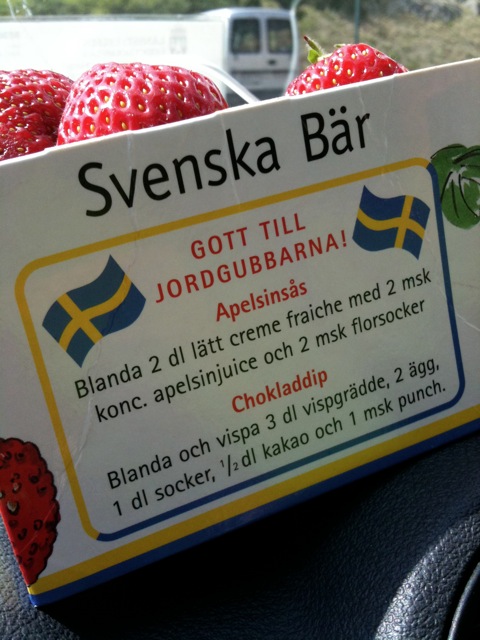 Svenska Bär
GOTT TILL
JORDGUBBARNA!
Apelsinsås
Blanda 2 dl lätt creme fraiche med 2 msk
konc. apelsinjuice och 2 msk florsocker
Chokladdip
Blanda och vispa 3 dl vispgrädde, 2 ägg,
1 dl socker, 1/2 dl kakao och 1 msk punch.